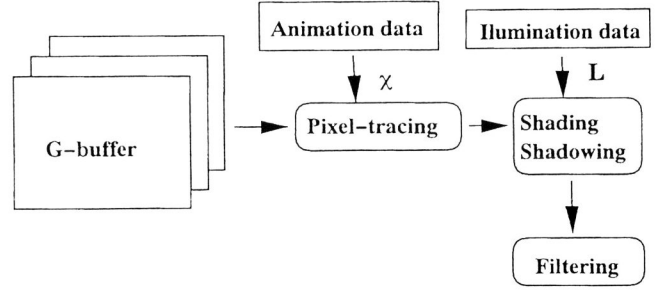 Animation data
Ilumination data
χ
L
G-buffer
Pixel-tracing
Shading
Shadowing
Filtering